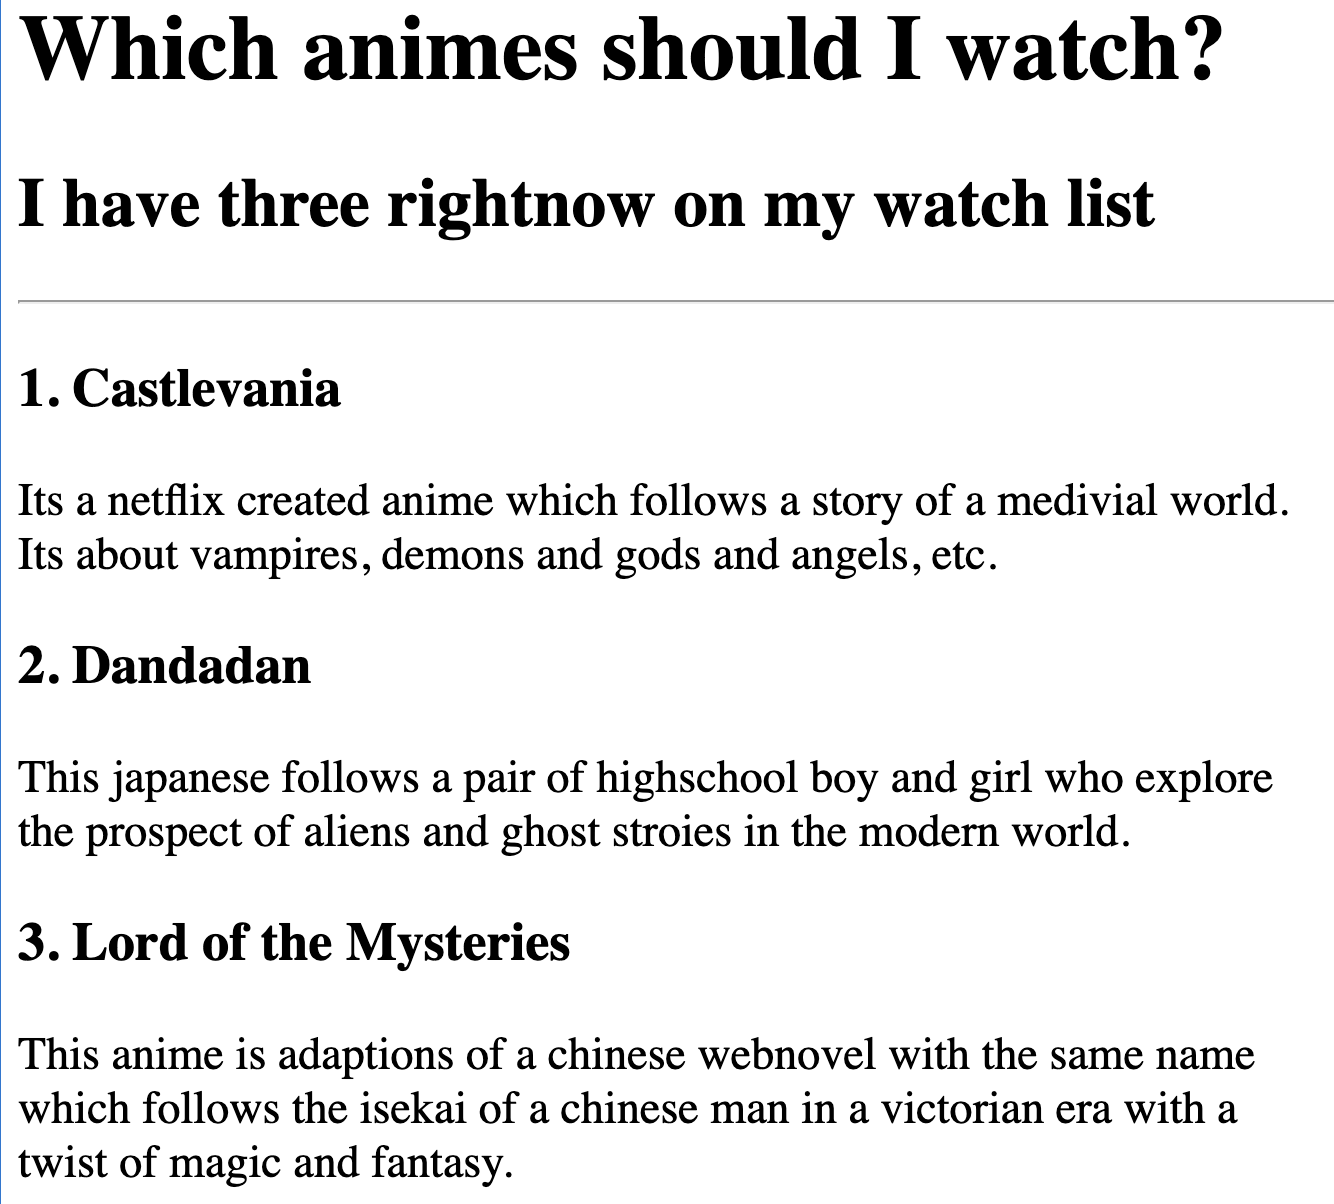 Which animes should I watch?
I have three rightnow on my watch list
1. Castlevania
Its a netflix created anime which follows a story of a medivial world.
Its about vampires, demons and gods and angels, etc.
2. Dandadan
This japanese follows a pair of highschool boy and girl who explore
the prospect of aliens and ghost stroies in the modern world.
3. Lord of the Mysteries
This anime is adaptions of a chinese webnovel with the same name
which follows the isekai of a chinese man in a victorian era with a
twist of magic and fantasy.